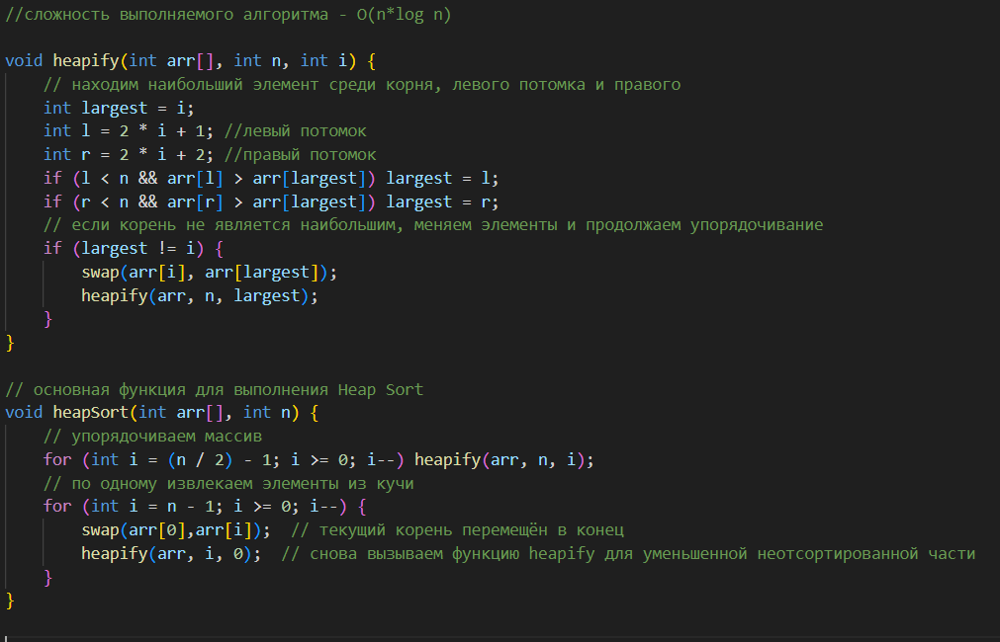 //сложность выполняемого алгоритма - O(n*log n)
void heapify(int arr[], int n, int i) {
    // находим наибольший элемент среди корня, левого потомка и правого
    int largest = i;
    int l = 2 * i + 1; //левый потомок
    int r = 2 * i + 2; //правый потомок
    if (l < n && arr[l] > arr[largest]) largest = l;
    if (r < n && arr[r] > arr[largest]) largest = r;
    // если корень не является наибольшим, меняем элементы и продолжаем упорядочивание
    if (largest != i) {
        swap(arr[i], arr[largest]);
        heapify(arr, n, largest);
    }
}
// основная функция для выполнения Heap Sort
void heapSort(int arr[], int n) {
    // упорядочиваем массив
    for (int i = (n / 2) - 1; i >= 0; i--) heapify(arr, n, i);
    // по одному извлекаем элементы из кучи
    for (int i = n - 1; i >= 0; i--) {
        swap(arr[0],arr[i]);  // текущий корень перемещён в конец
        heapify(arr, i, 0);  // снова вызываем функцию heapify для уменьшенной неотсортированной части
    }
}